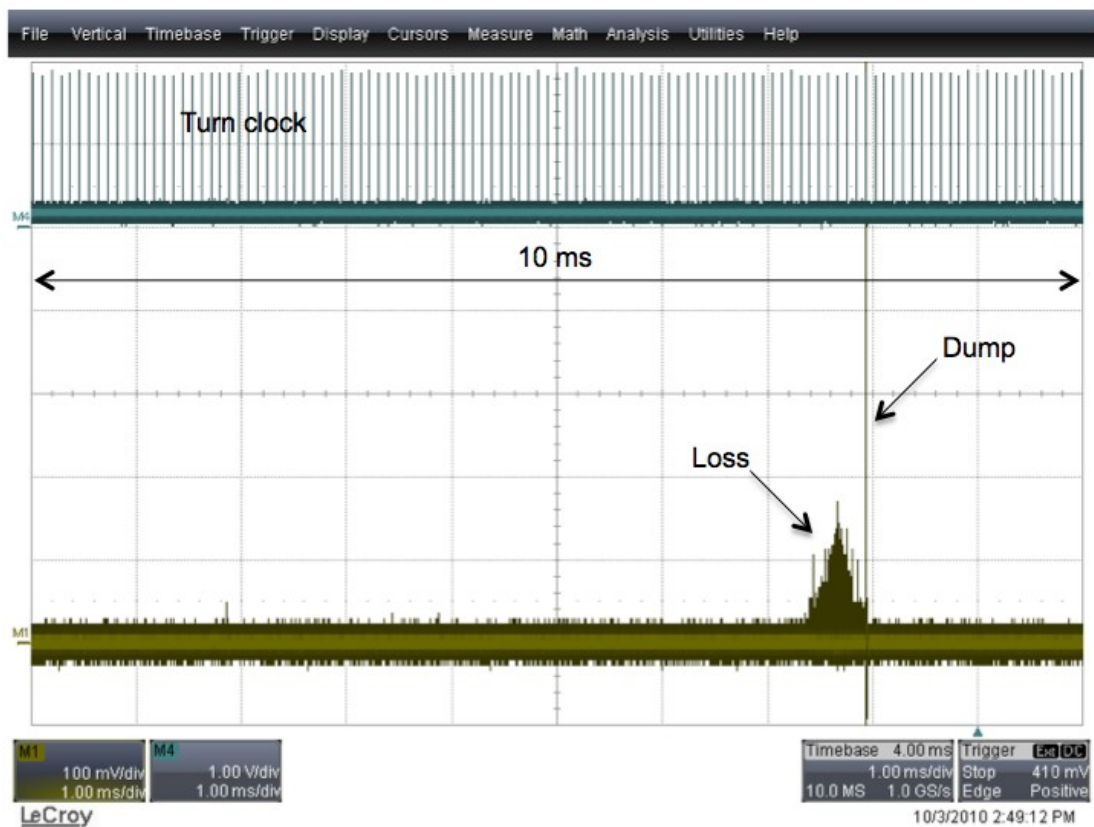 File Vertical Timebase Trigger Display Cursors Measure Math Analysis Utilities Help
Turn clock
M4
10 ms
Dump
Loss
M1
M1
100 mV/div
1.00 ms/div
M4
1.00 V/div
1.00 ms/div
Timebase 4.00 ms
1.00 ms/div
10.0 MS 1.0 GS/s
Trigger Ext DC
Stop 410 mV
Edge Positive
LeCroy
10/3/2010 2:49:12 PM